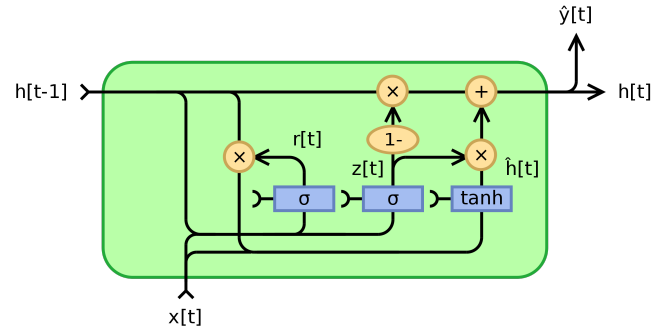 ŷ[t]
h[t-1]
×
+
h[t]
1-
r[t]
×
z[t]
×
ĥ[t]
σ
σ
tanh
x[t]